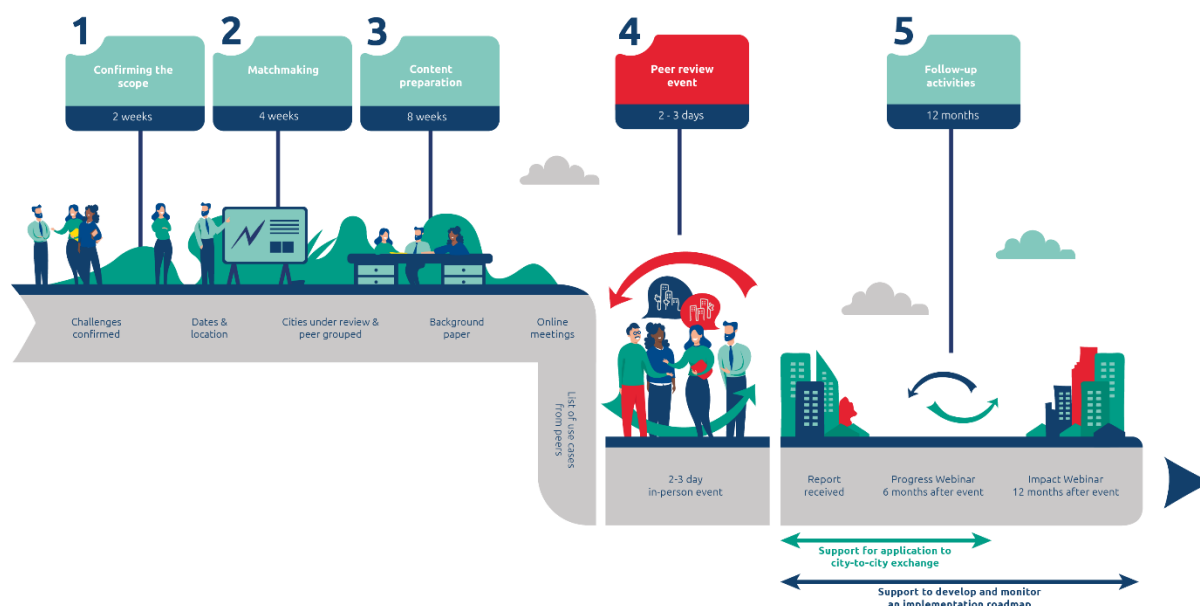 1
Confirming the
scope
2 weeks
2
Matchmaking
4 weeks
3
Content
preparation
8 weeks
4
Peer review
event
2 - 3 days
5
Follow-up
activities
12 months
Challenges
confirmed
Dates &
location
Cities under review &
peer grouped
Background
paper
Online
meetings
List of use cases
from peers
2-3 day
in-person event
Report
received
Progress Webinar
6 months after event
Impact Webinar
12 months after event
Support for application to
city-to-city exchange
Support to develop and monitor
an implementation roadmap